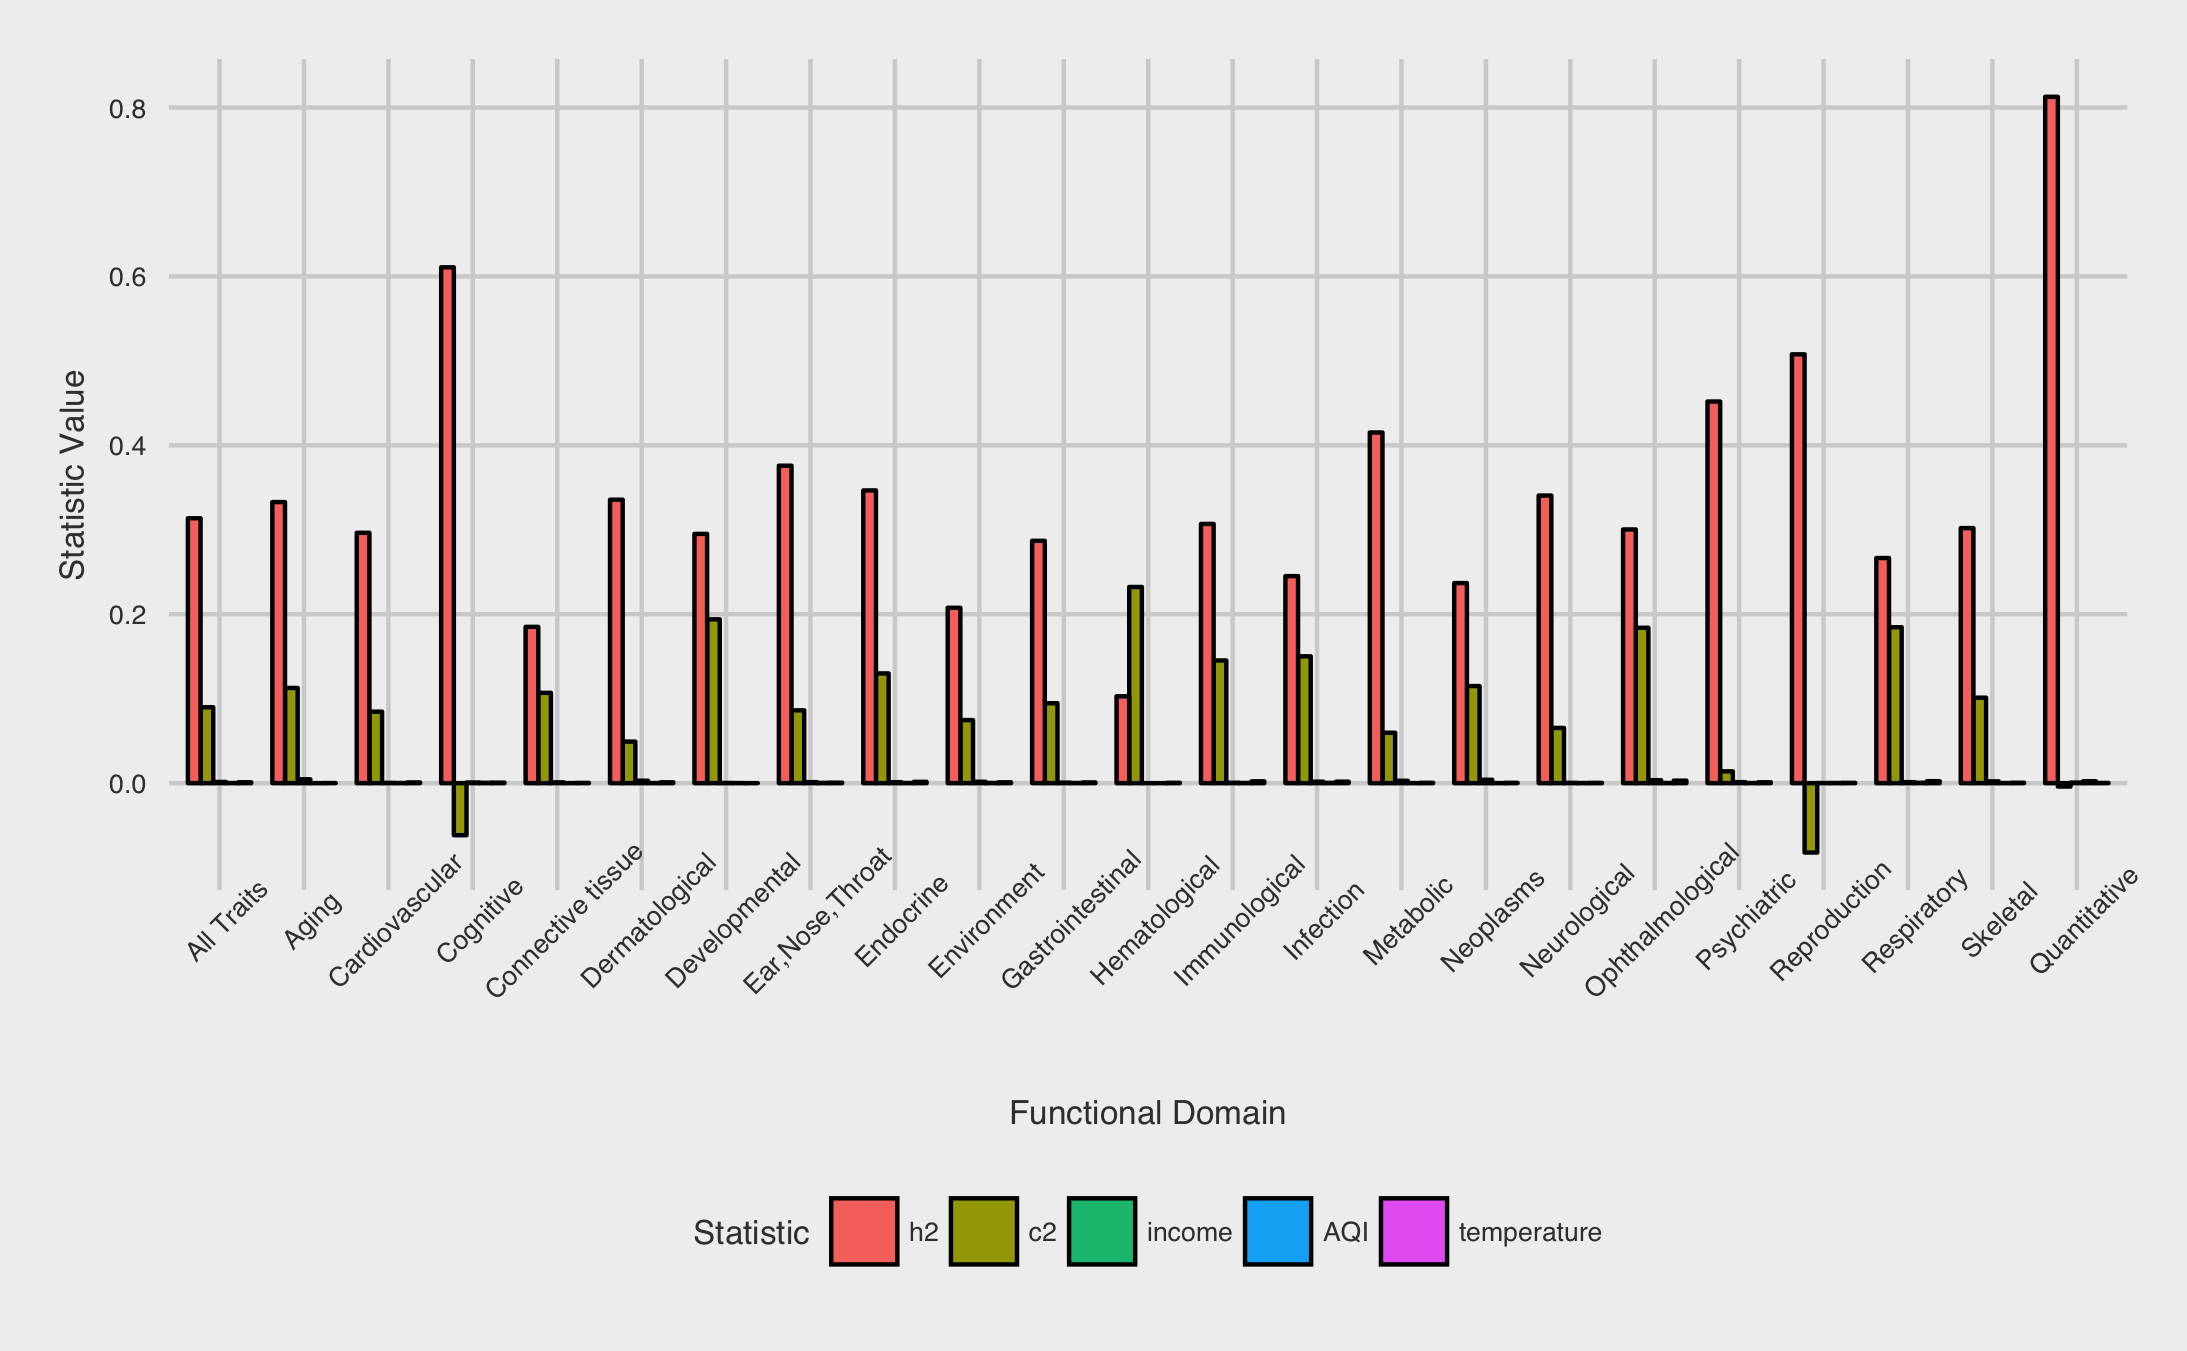 0.8
0.6
0.4
0.2
0.0
Statistic Value
All Traits
Aging
Cardiovascular
Cognitive
Connective tissue
Dermatological
Developmental
Ear,Nose,Throat
Endocrine
Environment
Gastrointestinal
Hematological
Immunological
Infection
Metabolic
Neoplasms
Neurological
Ophthalmological
Psychiatric
Reproduction
Respiratory
Skeletal
Quantitative
Functional Domain
Statistic h2 c2 income AQI temperature